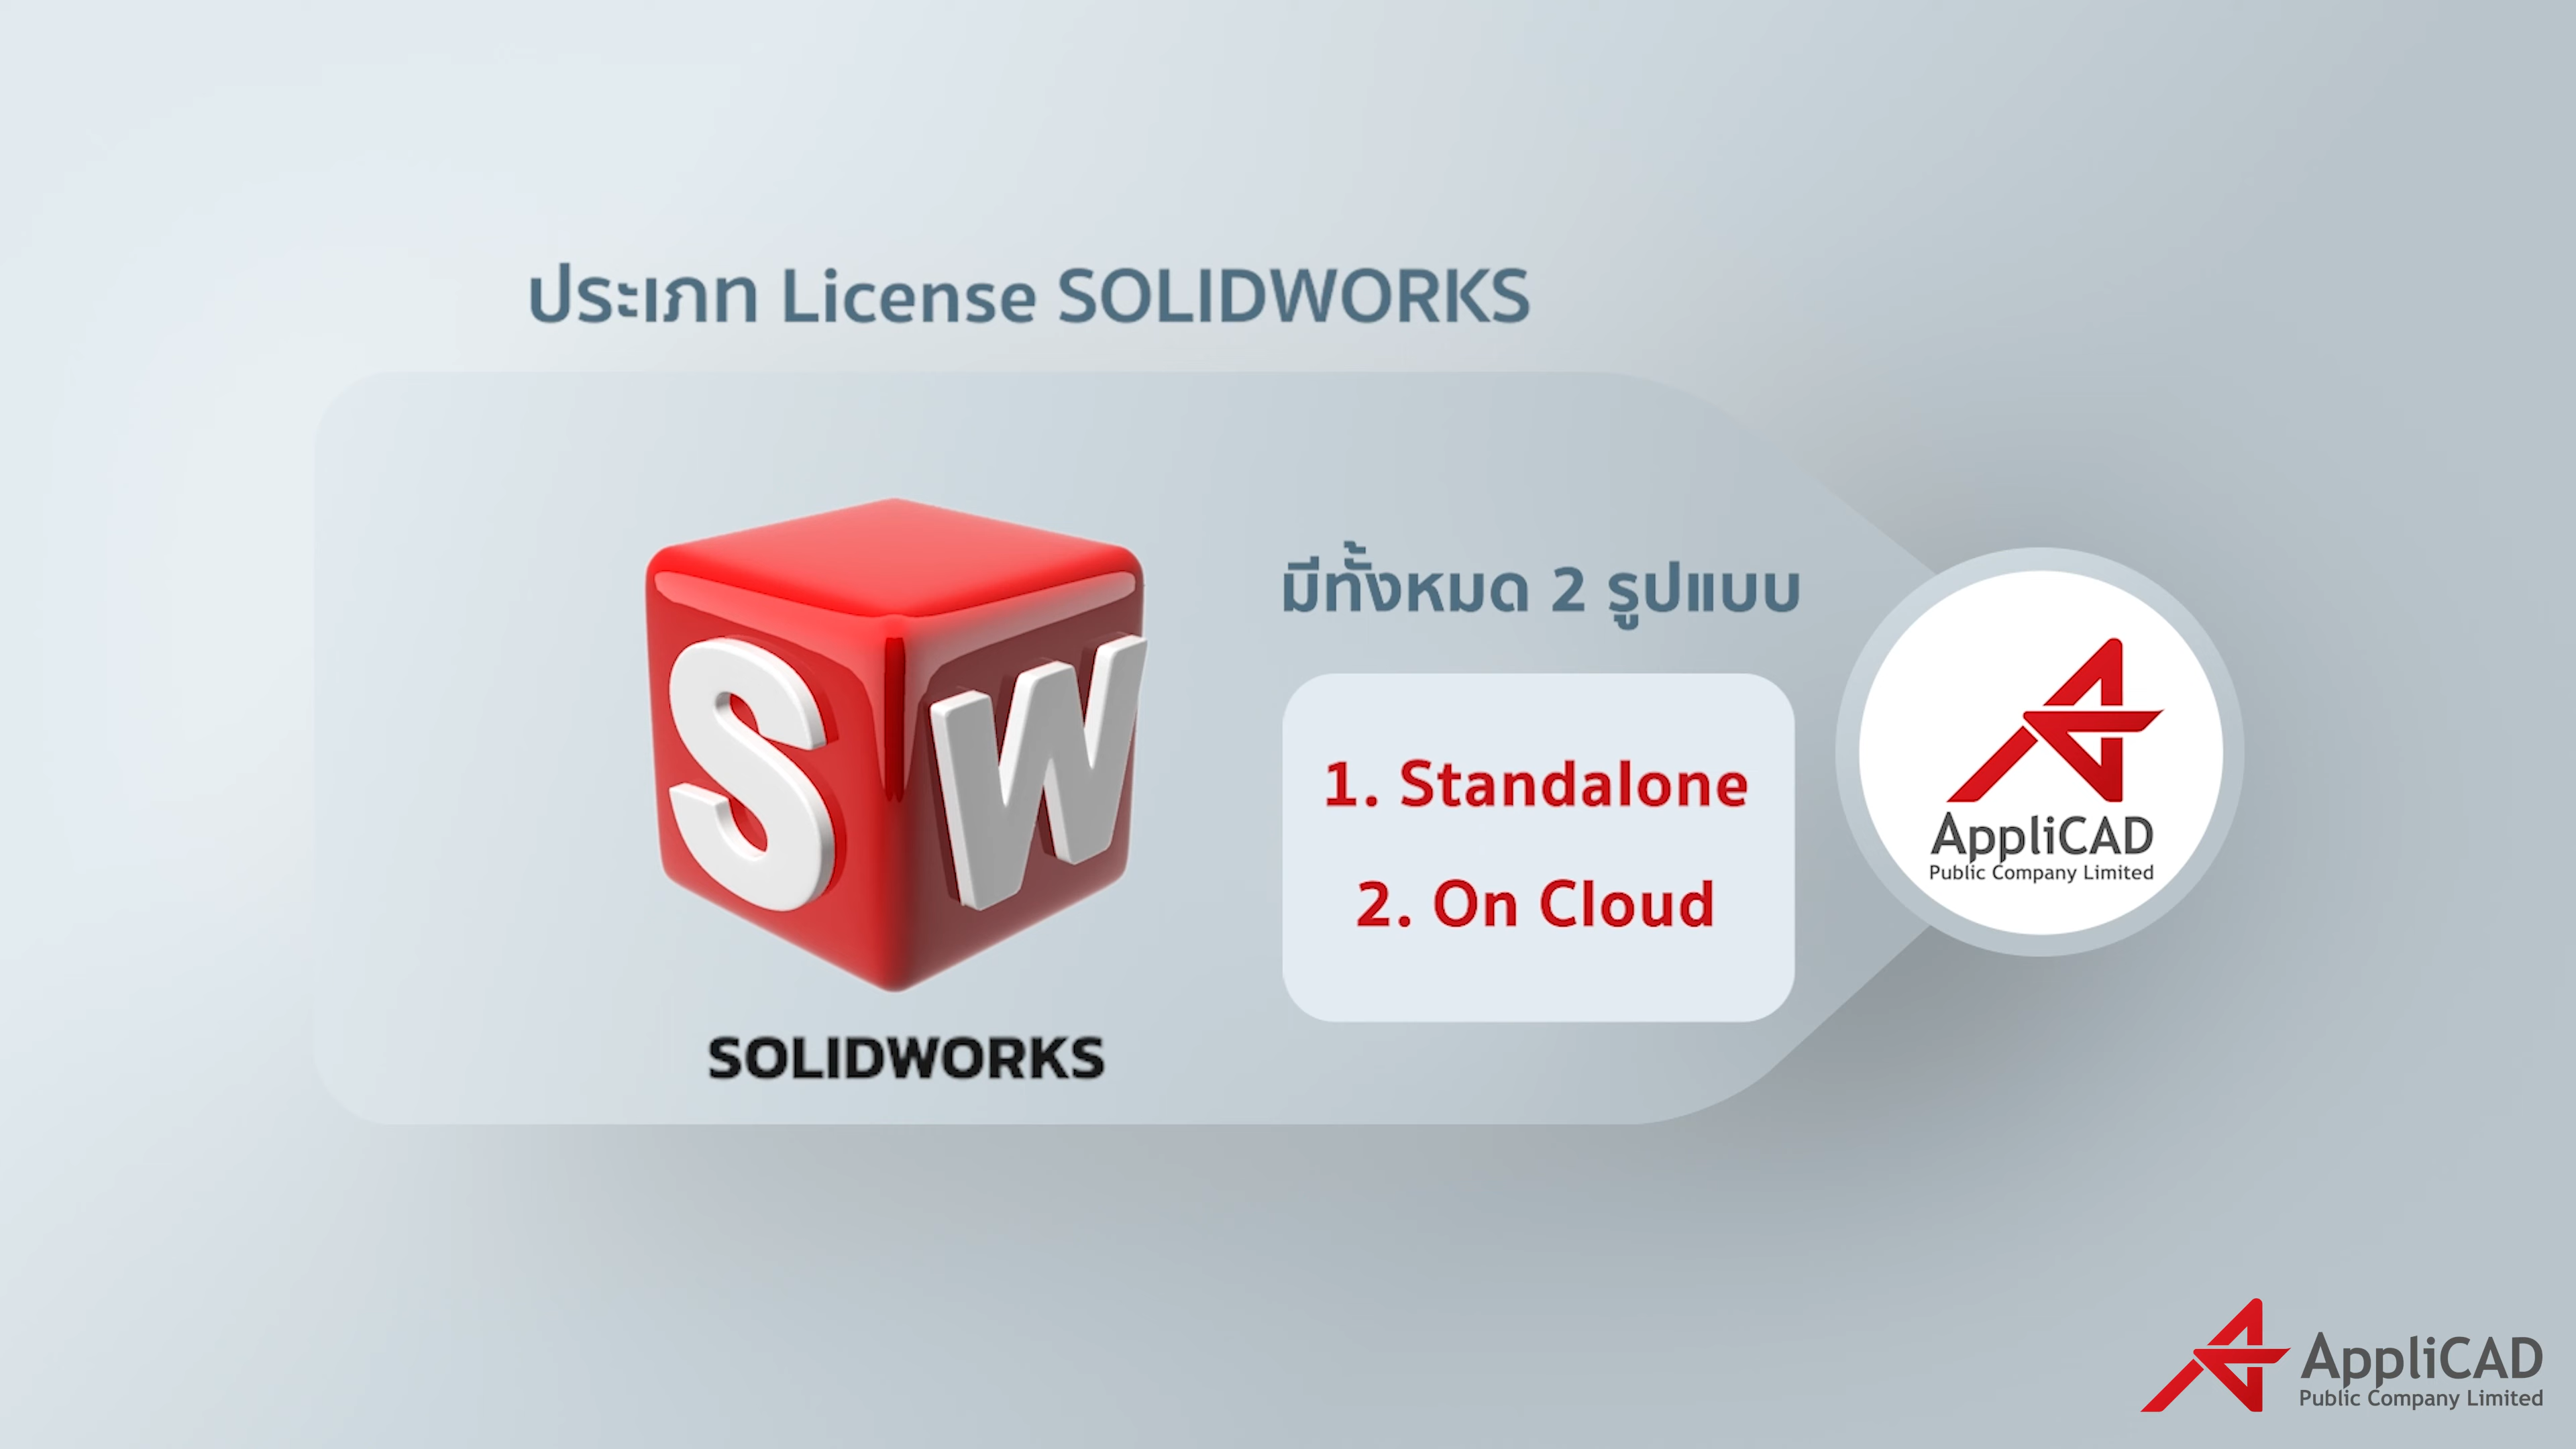 ประเภท License SOLIDWORKS
SW
SOLIDWORKS
มีทั้งหมด 2 รูปแบบ
1. Standalone
2. On Cloud
AppliCAD
Public Company Limited
AppliCAD
Public Company Limited